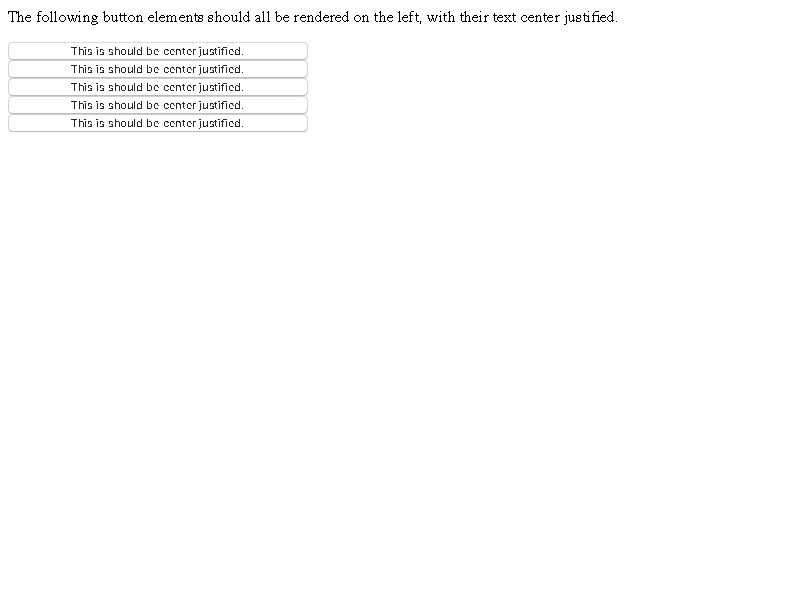 The following button elements should all be rendered on the left, with their text center justified.
This is should be center justified.
This is should be center justified.
This is should be center justified.
This is should be center justified.
This is should be center justified.